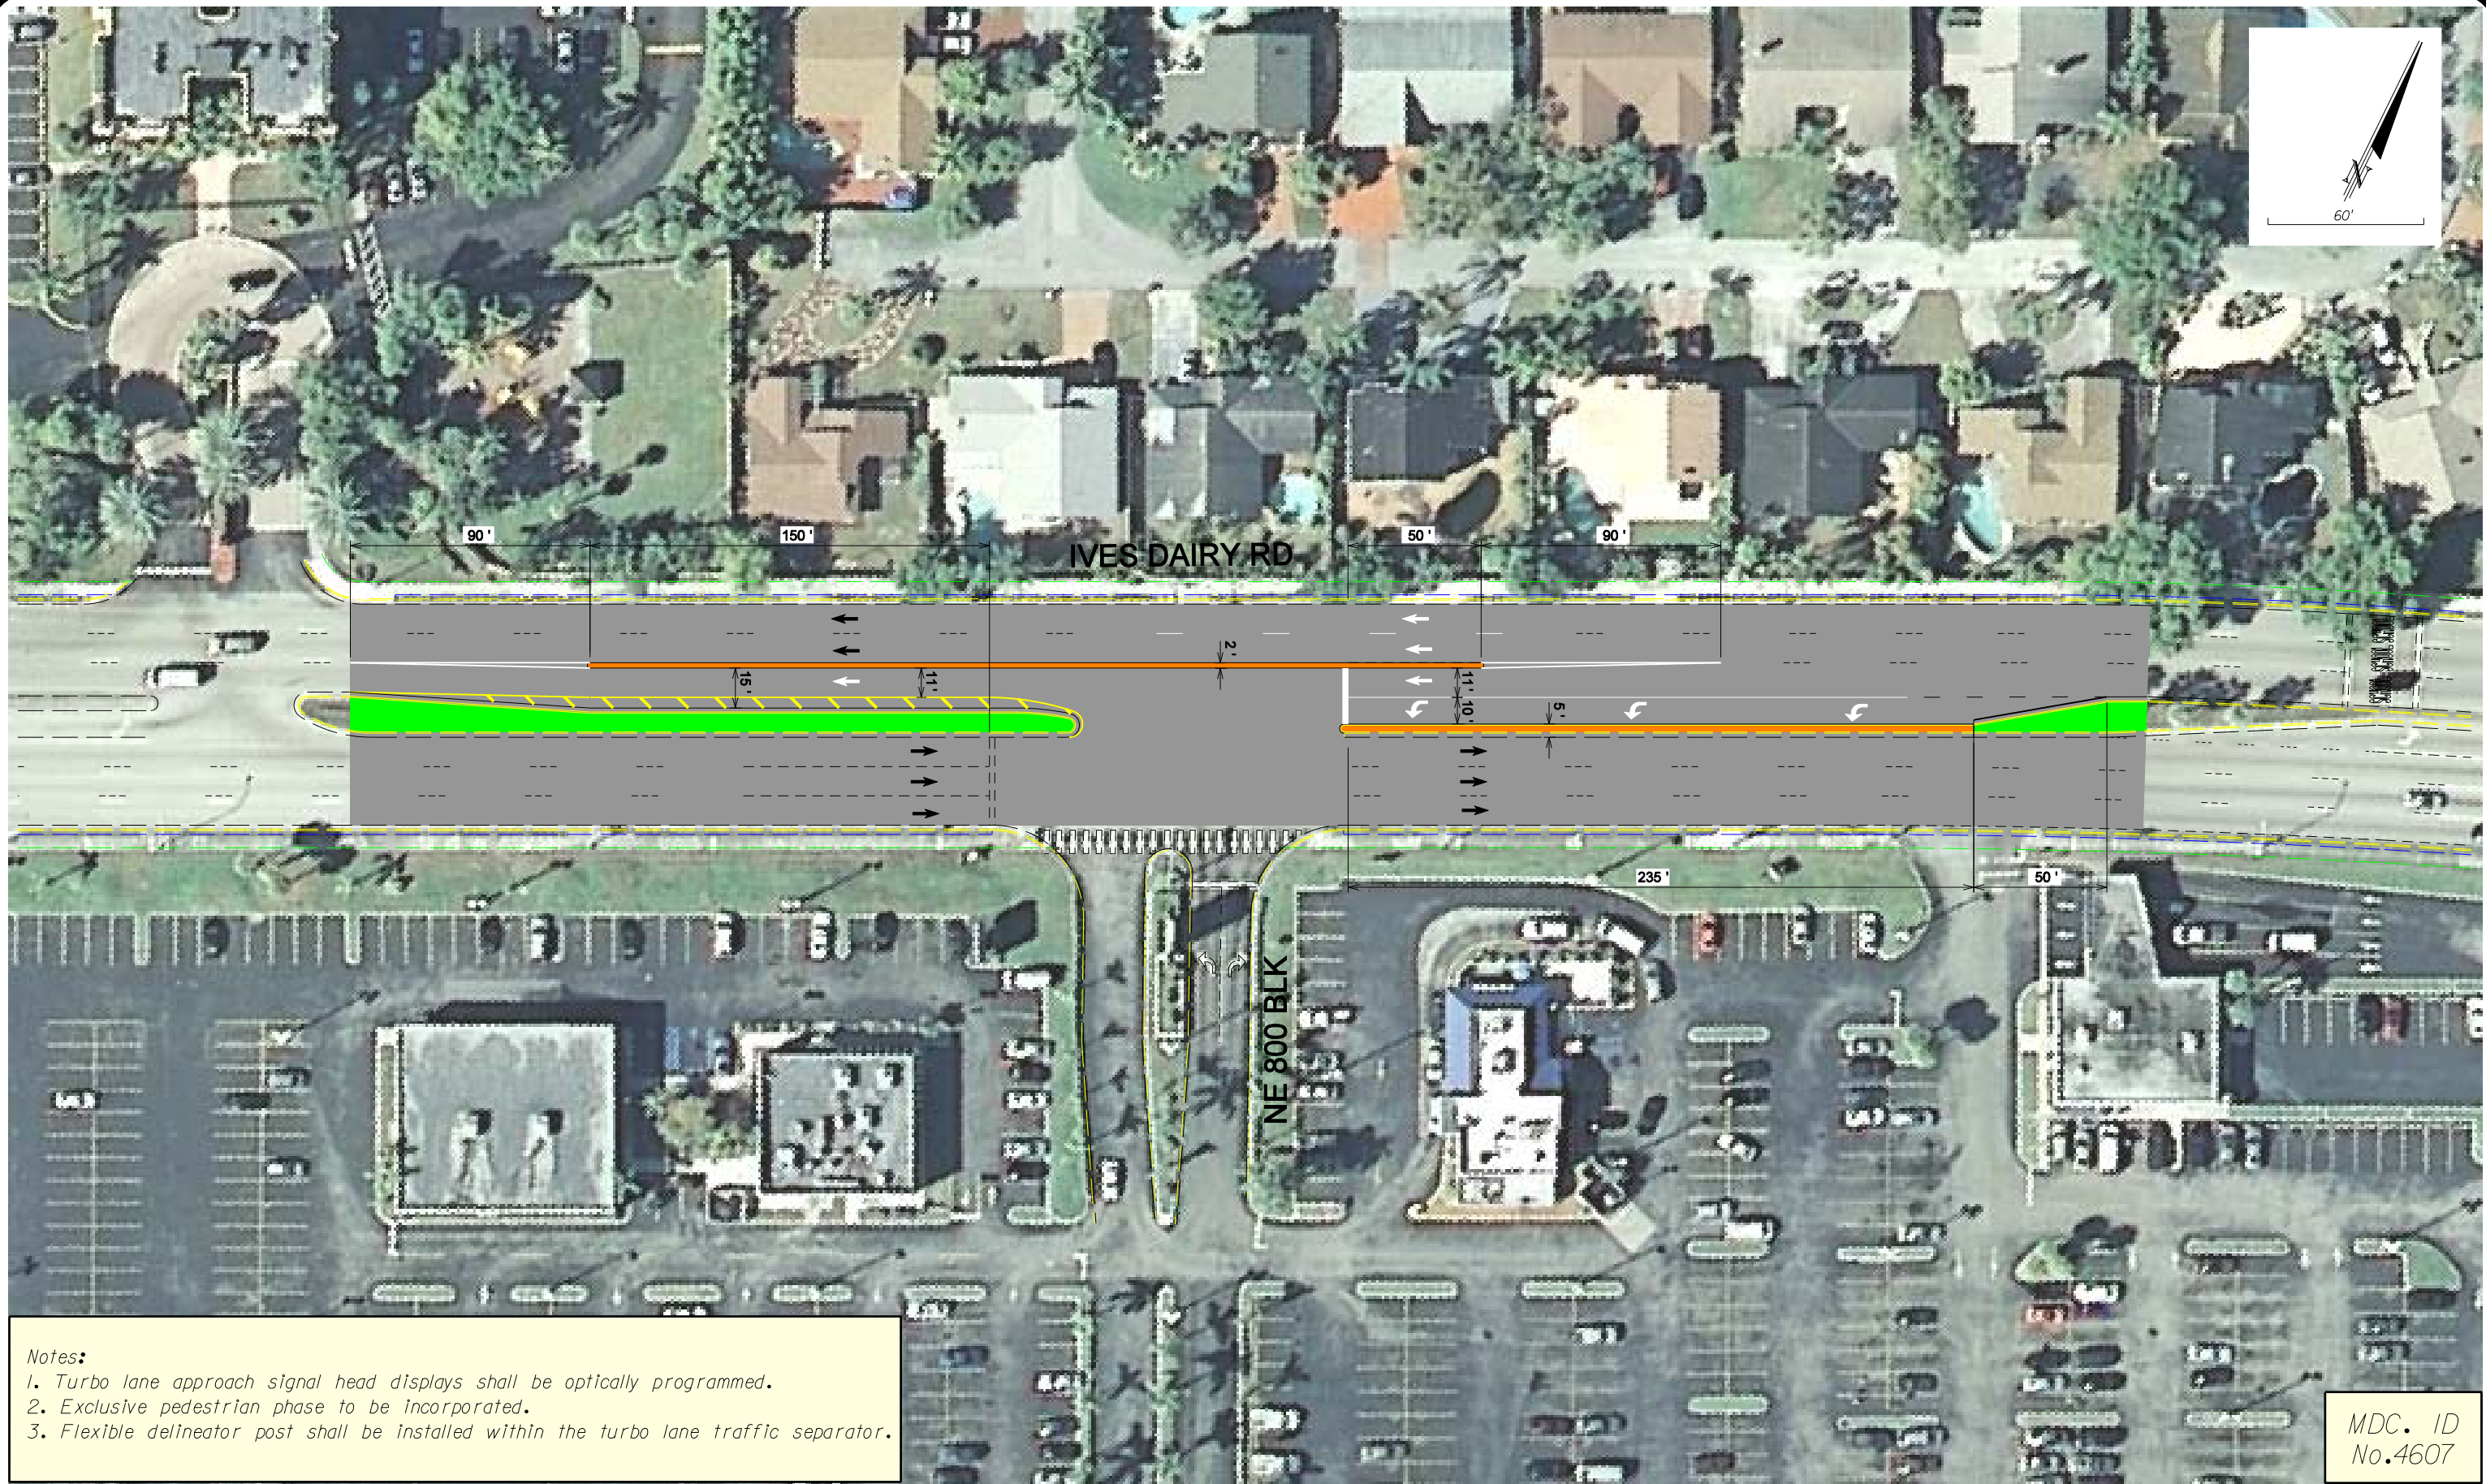 60'
90 '
150 '
IVES DAIRY RD
50 '
90 '
2 '
15 '
11'
11'
10 '
5 '
235 '
50 '
NE 800 BLK
Notes:
1. Turbo lane approach signal head displays shall be optically programmed.
2. Exclusive pedestrian phase to be incorporated.
3. Flexible delineator post shall be installed within the turbo lane traffic separator.
MDC. ID
No.4607